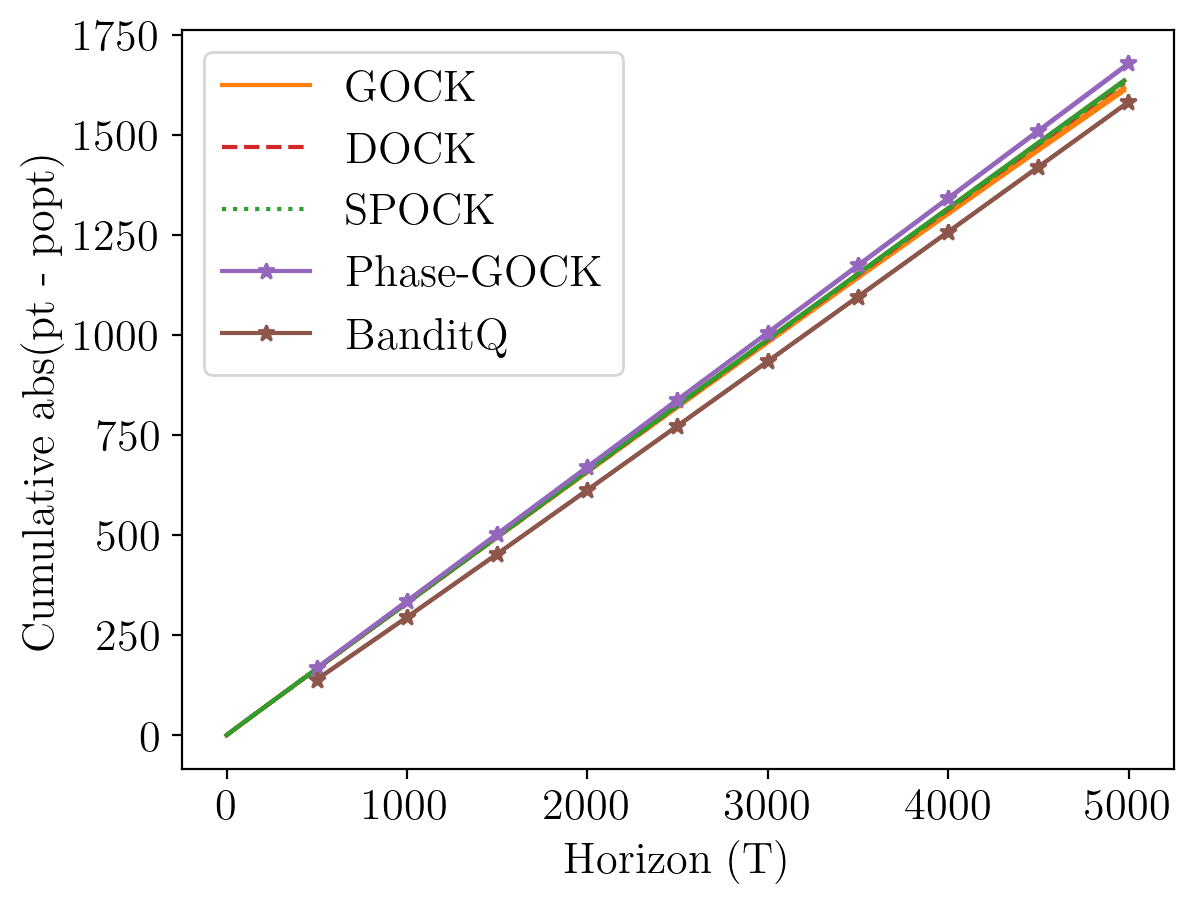 1750
1500
1250
1000
750
500
250
0
Cumulative abs(pt - popt)
GOCK
DOCK
SPOCK
Phase-GOCK
BanditQ
0 1000 2000 3000 4000 5000
Horizon (T)